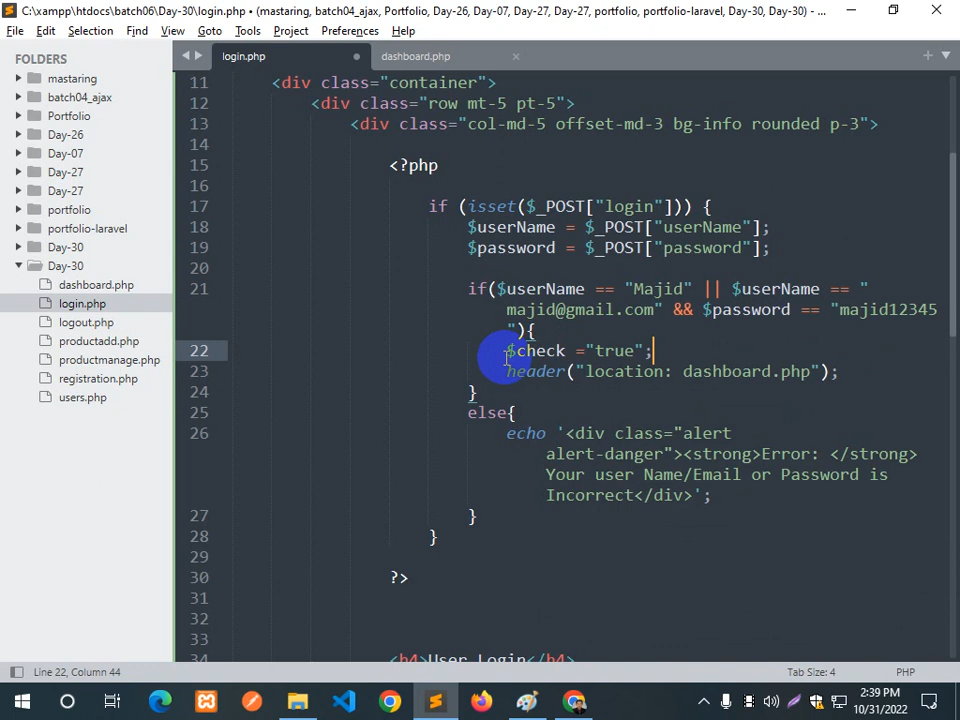 C:\xampp\htdocs\batch06\Day-30\login.php • (mastaring, batch04_ajax, Portfolio, Day-26, Day-07, Day-27, Day-27, portfolio, portfolio-laravel, Day-30, Day-30) - ...
File Edit Selection Find View Goto Tools Project Preferences Help
FOLDERS
mastaring
batch04_ajax
Portfolio
Day-26
Day-07
Day-27
Day-27
portfolio
portfolio-laravel
Day-30
Day-30
dashboard.php
login.php
logout.php
productadd.php
productmanage.php
registration.php
users.php
login.php dashboard.php
11 <div class="container">
12 <div class="row mt-5 pt-5">
13 <div class="col-md-5 offset-md-3 bg-info rounded p-3">
14
15 <?php
16
17 if (isset($_POST["login"])) {
18 $userName = $_POST["userName"];
19 $password = $_POST["password"];
20
21 if($userName == "Majid" || $userName == "
majid@gmail.com" && $password == "majid12345
"){
22 $check ="true";
23 header("location: dashboard.php");
24 }
25 else{
26 echo '<div class="alert
alert-danger"><strong>Error: </strong>
Your user Name/Email or Password is
Incorrect</div>';
27 }
28 }
29
30 ?>
31
32
33
34 <h4>User Login</h4>
Line 22, Column 44 Tab Size: 4 PHP
2:39 PM
10/31/2022